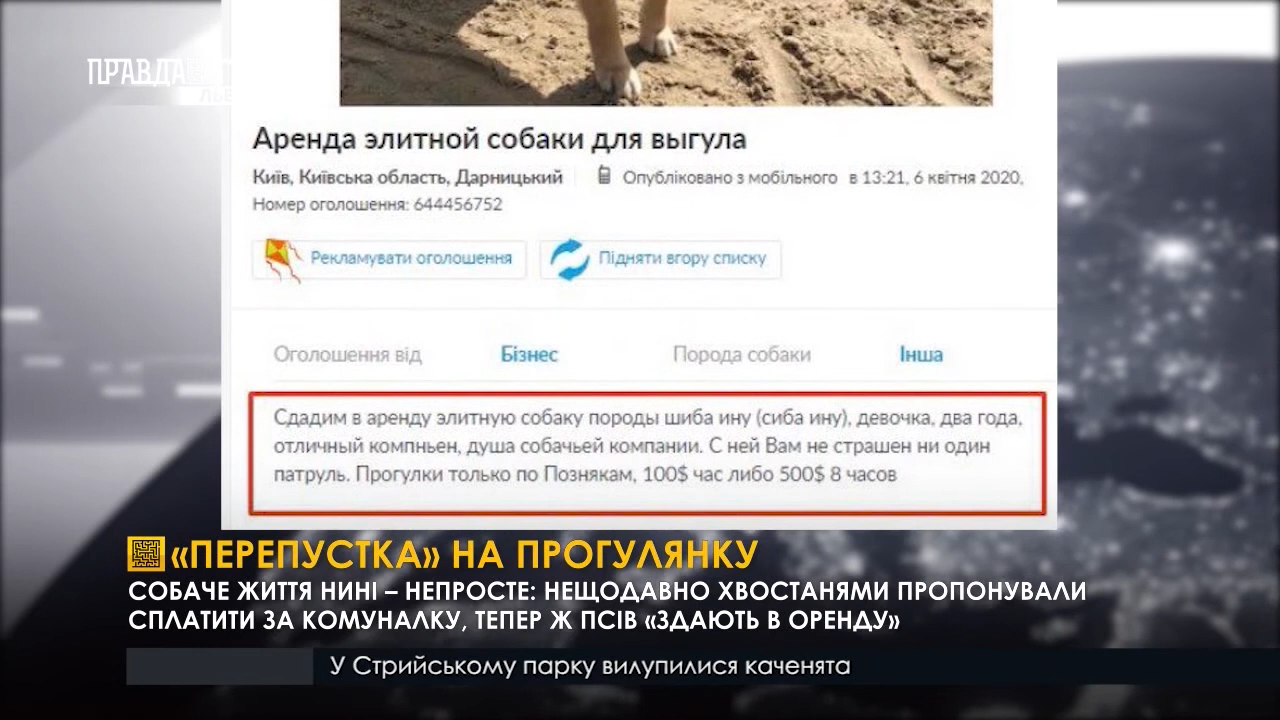 ПРАВДА
Аренда элитной собаки для выгула
Київ, Київська область, Дарницький Опубліковано з мобільного в 13:21, 6 квітня 2020,
Номер оголошення: 644456752
Рекламувати оголошення Підняти вгору списку
Оголошення від Бізнес Порода собаки Інша
Сдадим в аренду элитную собаку породы шиба ину (сиба ину), девочка, два года,
отличный компньен, душа собачьей компании. С ней Вам не страшен ни один
патруль. Прогулки только по Познякам, 100$ час либо 500$ 8 часов
«ПЕРЕПУСТКА» НА ПРОГУЛЯНКУ
СОБАЧЕ ЖИТТЯ НИНІ – НЕПРОСТЕ: НЕЩОДАВНО ХВОСТАНЯМИ ПРОПОНУВАЛИ
СПЛАТИТИ ЗА КОМУНАЛКУ, ТЕПЕР Ж ПСІВ «ЗДАЮТЬ В ОРЕНДУ»
У Стрийському парку вилупилися каченята